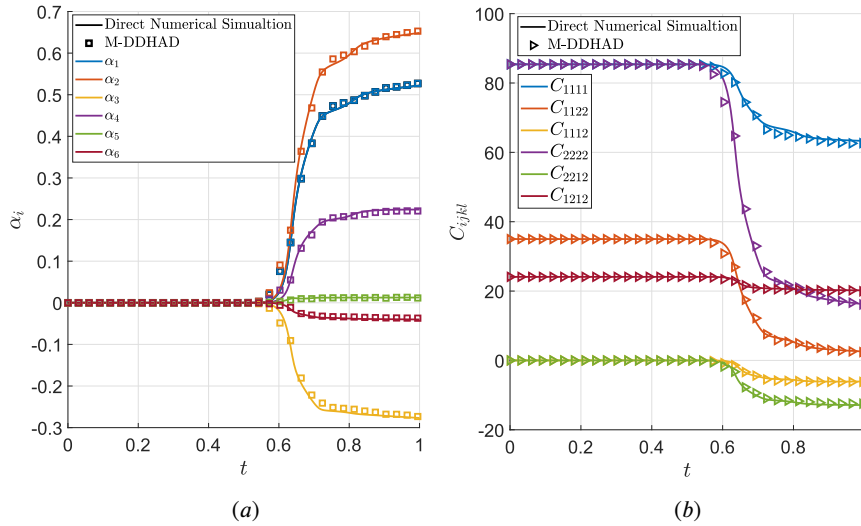 Direct Numerical Simualtion
M-DDHAD
α1
α2
α3
α4
α5
α6
0.7
0.6
0.5
0.4
0.3
0.2
0.1
0
-0.1
-0.2
-0.3
αi
0 0.2 0.4 0.6 0.8 1
t
(a)
Direct Numerical Simualtion
M-DDHAD
C1111
C1122
C1112
C2222
C2212
C1212
100
80
60
40
20
0
-20
Cijkl
0 0.2 0.4 0.6 0.8
t
(b)